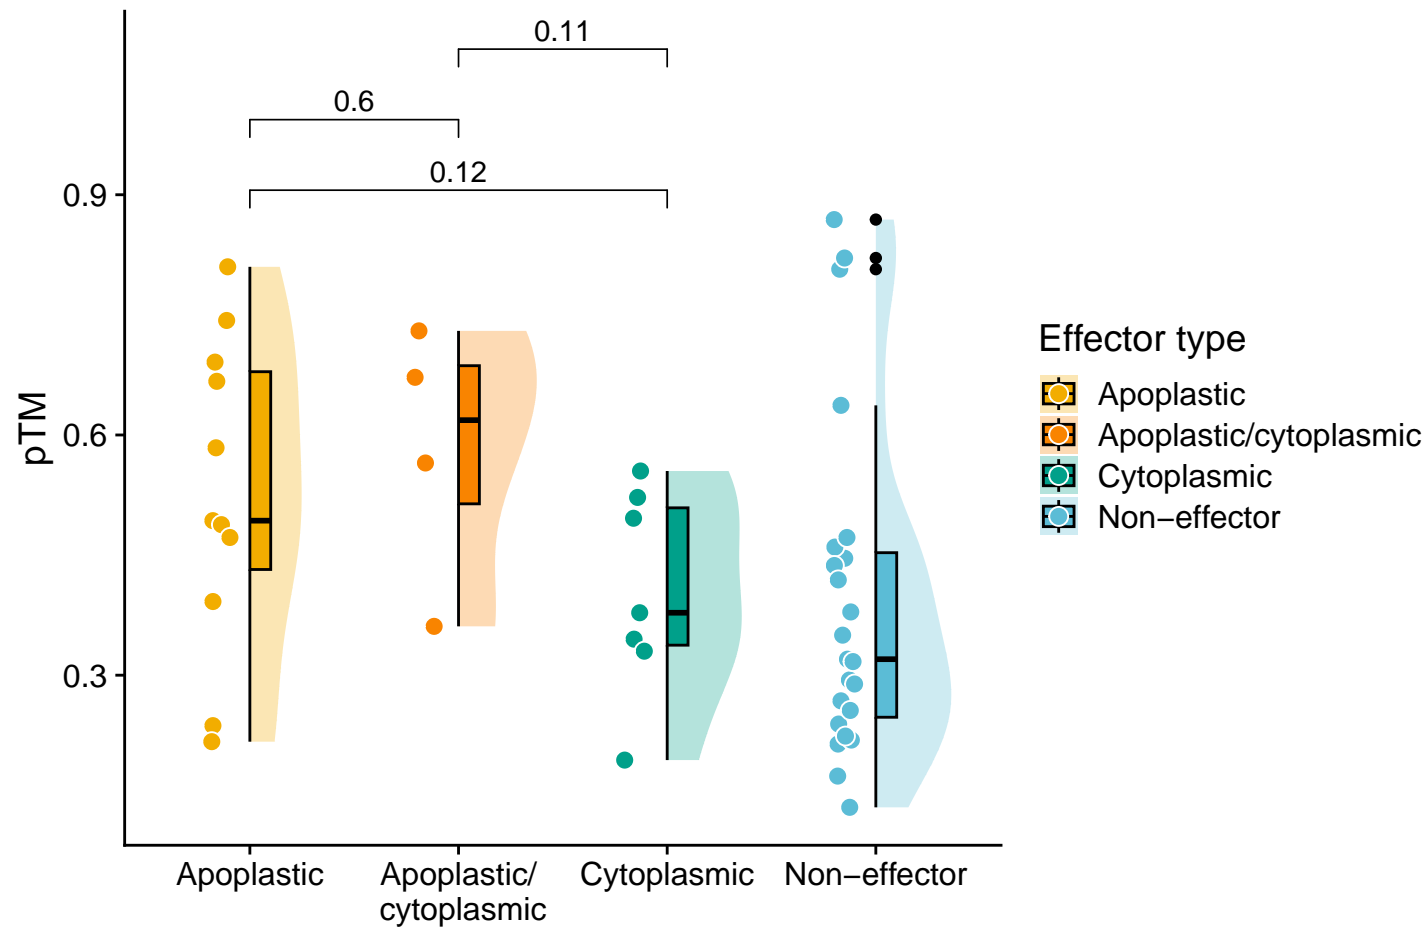 0.11
0.6
0.12
0.9
0.6
0.3
pTM
Apoplastic
Apoplastic/
cytoplasmic
Cytoplasmic
Non−effector
Effector type
Apoplastic
Apoplastic/cytoplasmic
Cytoplasmic
Non−effector